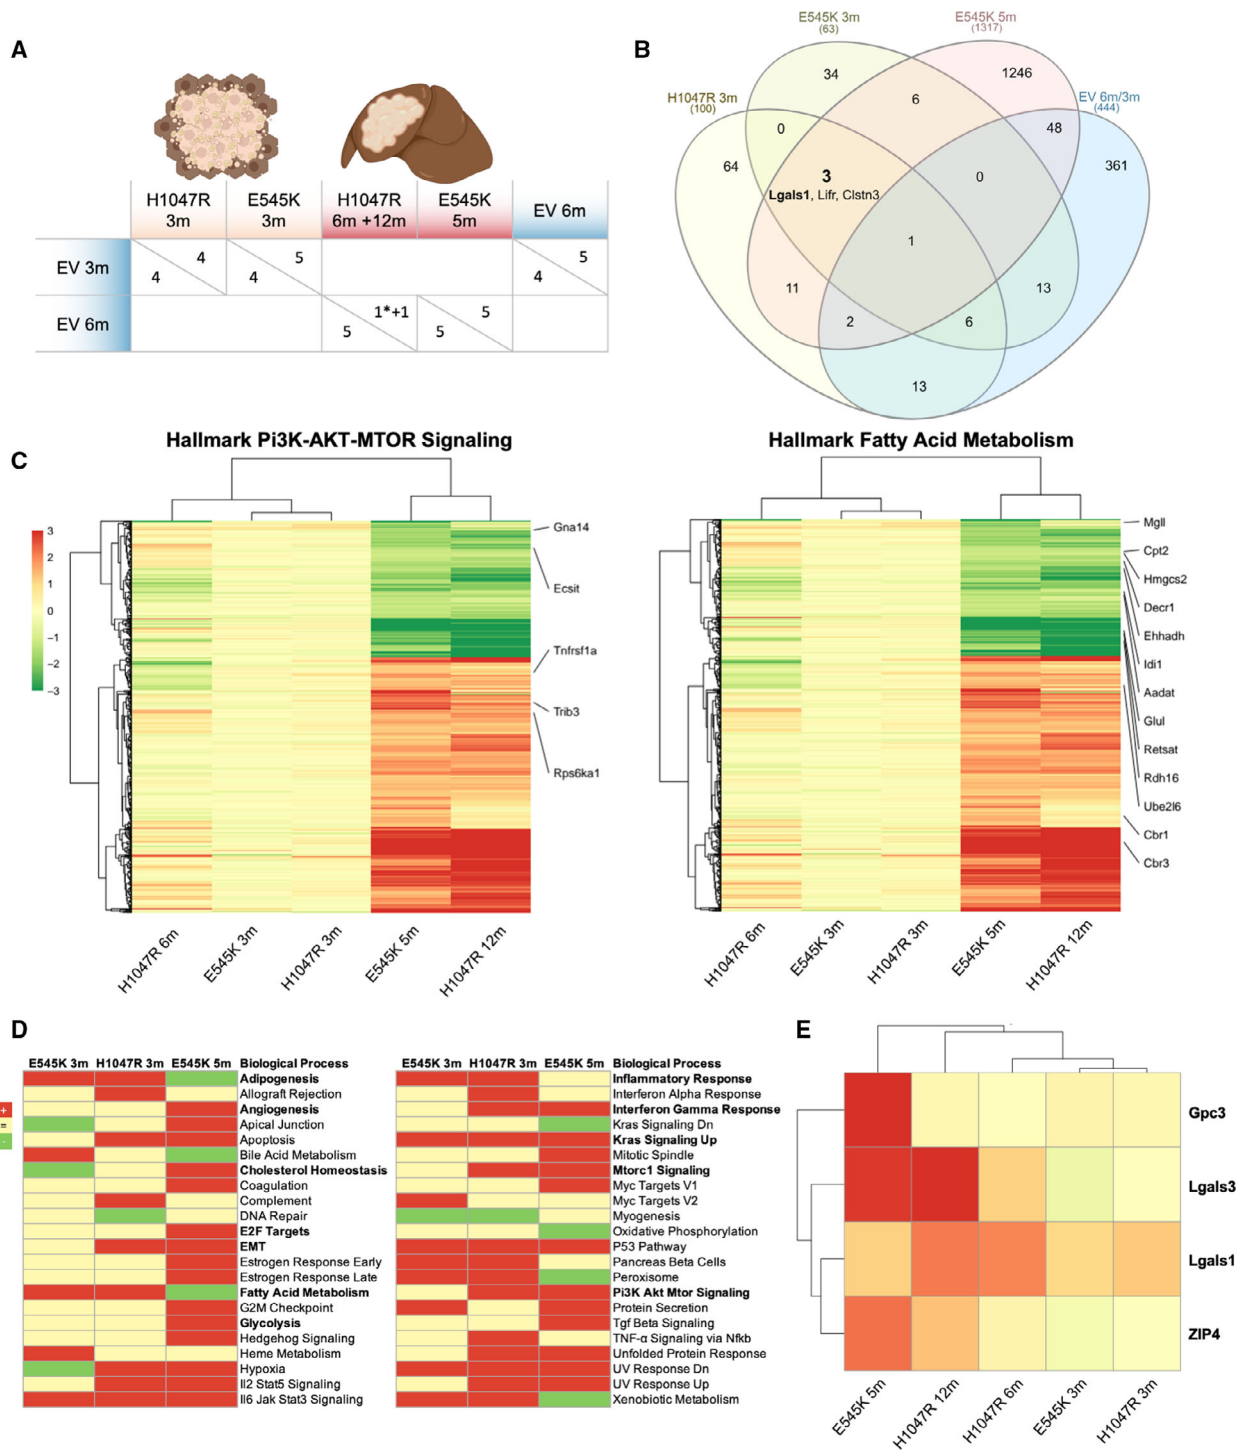 A
H1047R 3m
E545K 3m
H1047R 6m +12m
E545K 5m
EV 6m
EV 3m
4 4
4 5
4 5
EV 6m
5 1*+1
5 5
B
E545K 3m
(63)
E545K 5m
(1317)
H1047R 3m
(100)
EV 6m/3m
(444)
34
1246
6
0
48
64
3
Lgals1, Lifr, Clstn3
0
361
1
11
13
2
6
13
C
Hallmark Pi3K-AKT-MTOR Signaling
3
2
1
0
−1
−2
−3
Gna14
Ecsit
Tnfrsf1a
Trib3
Rps6ka1
H1047R 6m
E545K 3m
H1047R 3m
E545K 5m
H1047R 12m
Hallmark Fatty Acid Metabolism
Mgll
Cpt2
Hmgcs2
Decr1
Ehhadh
Idi1
Aadat
Glul
Retsat
Rdh16
Ube2l6
Cbr1
Cbr3
H1047R 6m
E545K 3m
H1047R 3m
E545K 5m
H1047R 12m
D
+
=
-
E545K 3m H1047R 3m E545K 5m Biological Process
Adipogenesis
Allograft Rejection
Angiogenesis
Apical Junction
Apoptosis
Bile Acid Metabolism
Cholesterol Homeostasis
Coagulation
Complement
DNA Repair
E2F Targets
EMT
Estrogen Response Early
Estrogen Response Late
Fatty Acid Metabolism
G2M Checkpoint
Glycolysis
Hedgehog Signaling
Heme Metabolism
Hypoxia
Il2 Stat5 Signaling
Il6 Jak Stat3 Signaling
E545K 3m H1047R 3m E545K 5m Biological Process
Inflammatory Response
Interferon Alpha Response
Interferon Gamma Response
Kras Signaling Dn
Kras Signaling Up
Mitotic Spindle
Mtorc1 Signaling
Myc Targets V1
Myc Targets V2
Myogenesis
Oxidative Phosphorylation
P53 Pathway
Pancreas Beta Cells
Peroxisome
Pi3K Akt Mtor Signaling
Protein Secretion
Tgf Beta Signaling
TNF-α Signaling via Nfkb
Unfolded Protein Response
UV Response Dn
UV Response Up
Xenobiotic Metabolism
E
Gpc3
Lgals3
Lgals1
ZIP4
E545K 5m
H1047R 12m
H1047R 6m
E545K 3m
H1047R 3m